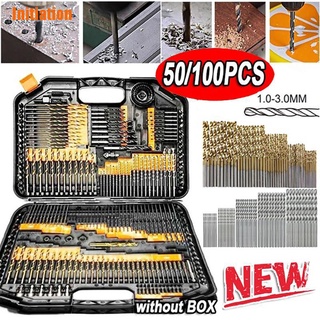 Initiation
50/100PCS
1.0-3.0MM
without BOX
NEW